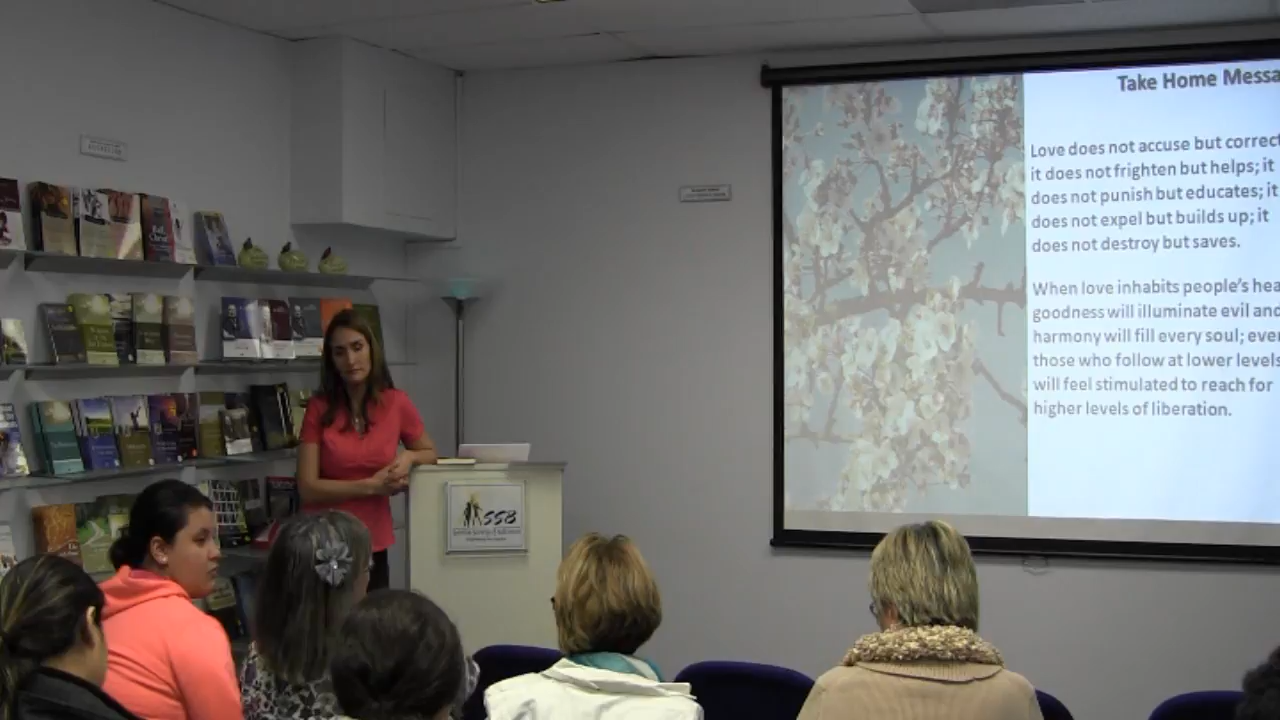 Take Home Messa
Love does not accuse but correct
it does not frighten but helps; it
does not punish but educates; it
does not expel but builds up; it
does not destroy but saves.
When love inhabits people's hea
goodness will illuminate evil and
harmony will fill every soul; eve
those who follow at lower levels
will feel stimulated to reach for
higher levels of liberation.
SSB